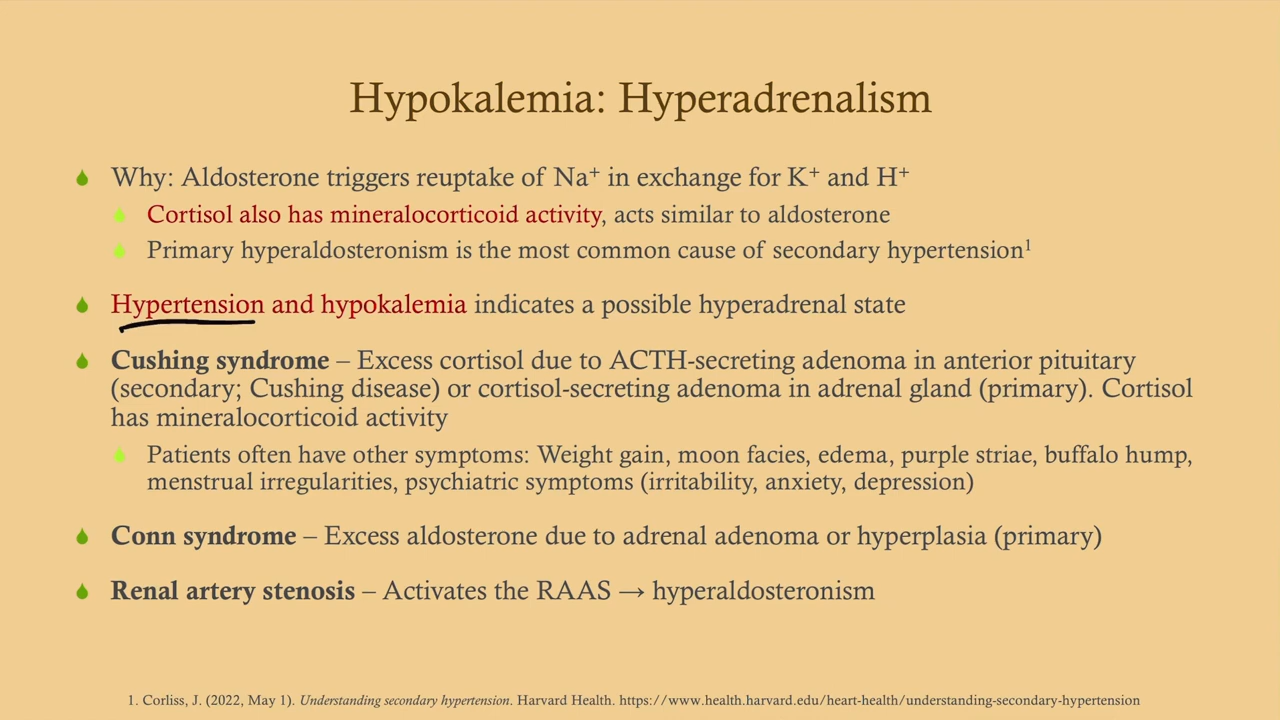 Hypokalemia: Hyperadrenalism
Why: Aldosterone triggers reuptake of Na⁺ in exchange for K⁺ and H⁺
Cortisol also has mineralocorticoid activity, acts similar to aldosterone
Primary hyperaldosteronism is the most common cause of secondary hypertension¹
Hypertension and hypokalemia indicates a possible hyperadrenal state
Cushing syndrome – Excess cortisol due to ACTH-secreting adenoma in anterior pituitary
(secondary; Cushing disease) or cortisol-secreting adenoma in adrenal gland (primary). Cortisol
has mineralocorticoid activity
Patients often have other symptoms: Weight gain, moon facies, edema, purple striae, buffalo hump,
menstrual irregularities, psychiatric symptoms (irritability, anxiety, depression)
Conn syndrome – Excess aldosterone due to adrenal adenoma or hyperplasia (primary)
Renal artery stenosis – Activates the RAAS → hyperaldosteronism
1. Corliss, J. (2022, May 1). Understanding secondary hypertension. Harvard Health. https://www.health.harvard.edu/heart-health/understanding-secondary-hypertension